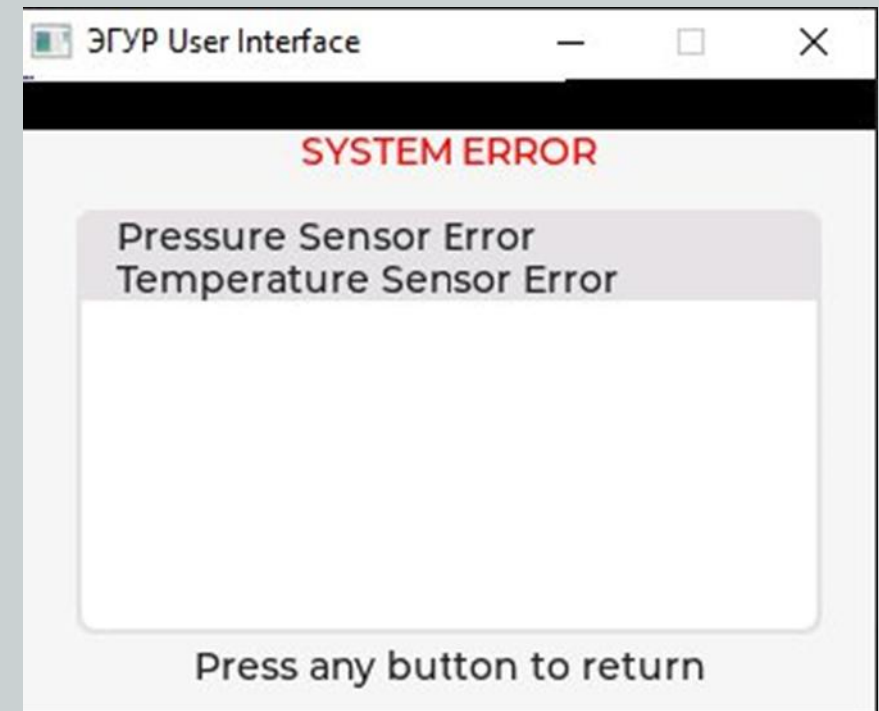 ЭГУР User Interface
SYSTEM ERROR
Pressure Sensor Error
Temperature Sensor Error
Press any button to return